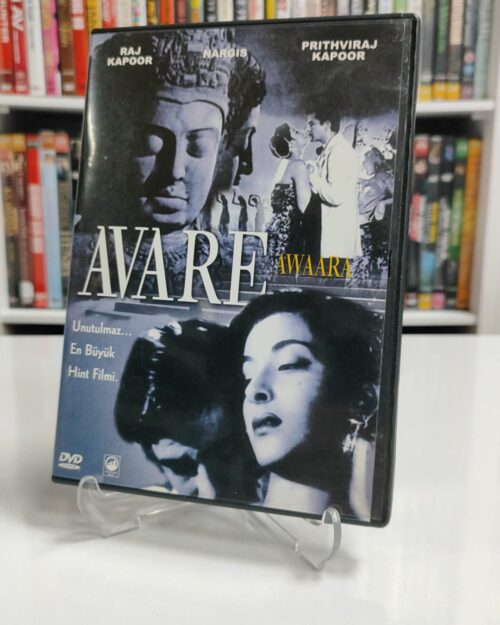 RAJ KAPOOR
NARGIS
PRITHVIRAJ KAPOOR
AVARE
AWAARA
Unutulmaz...
En Büyük
Hint Filmi.
DVD